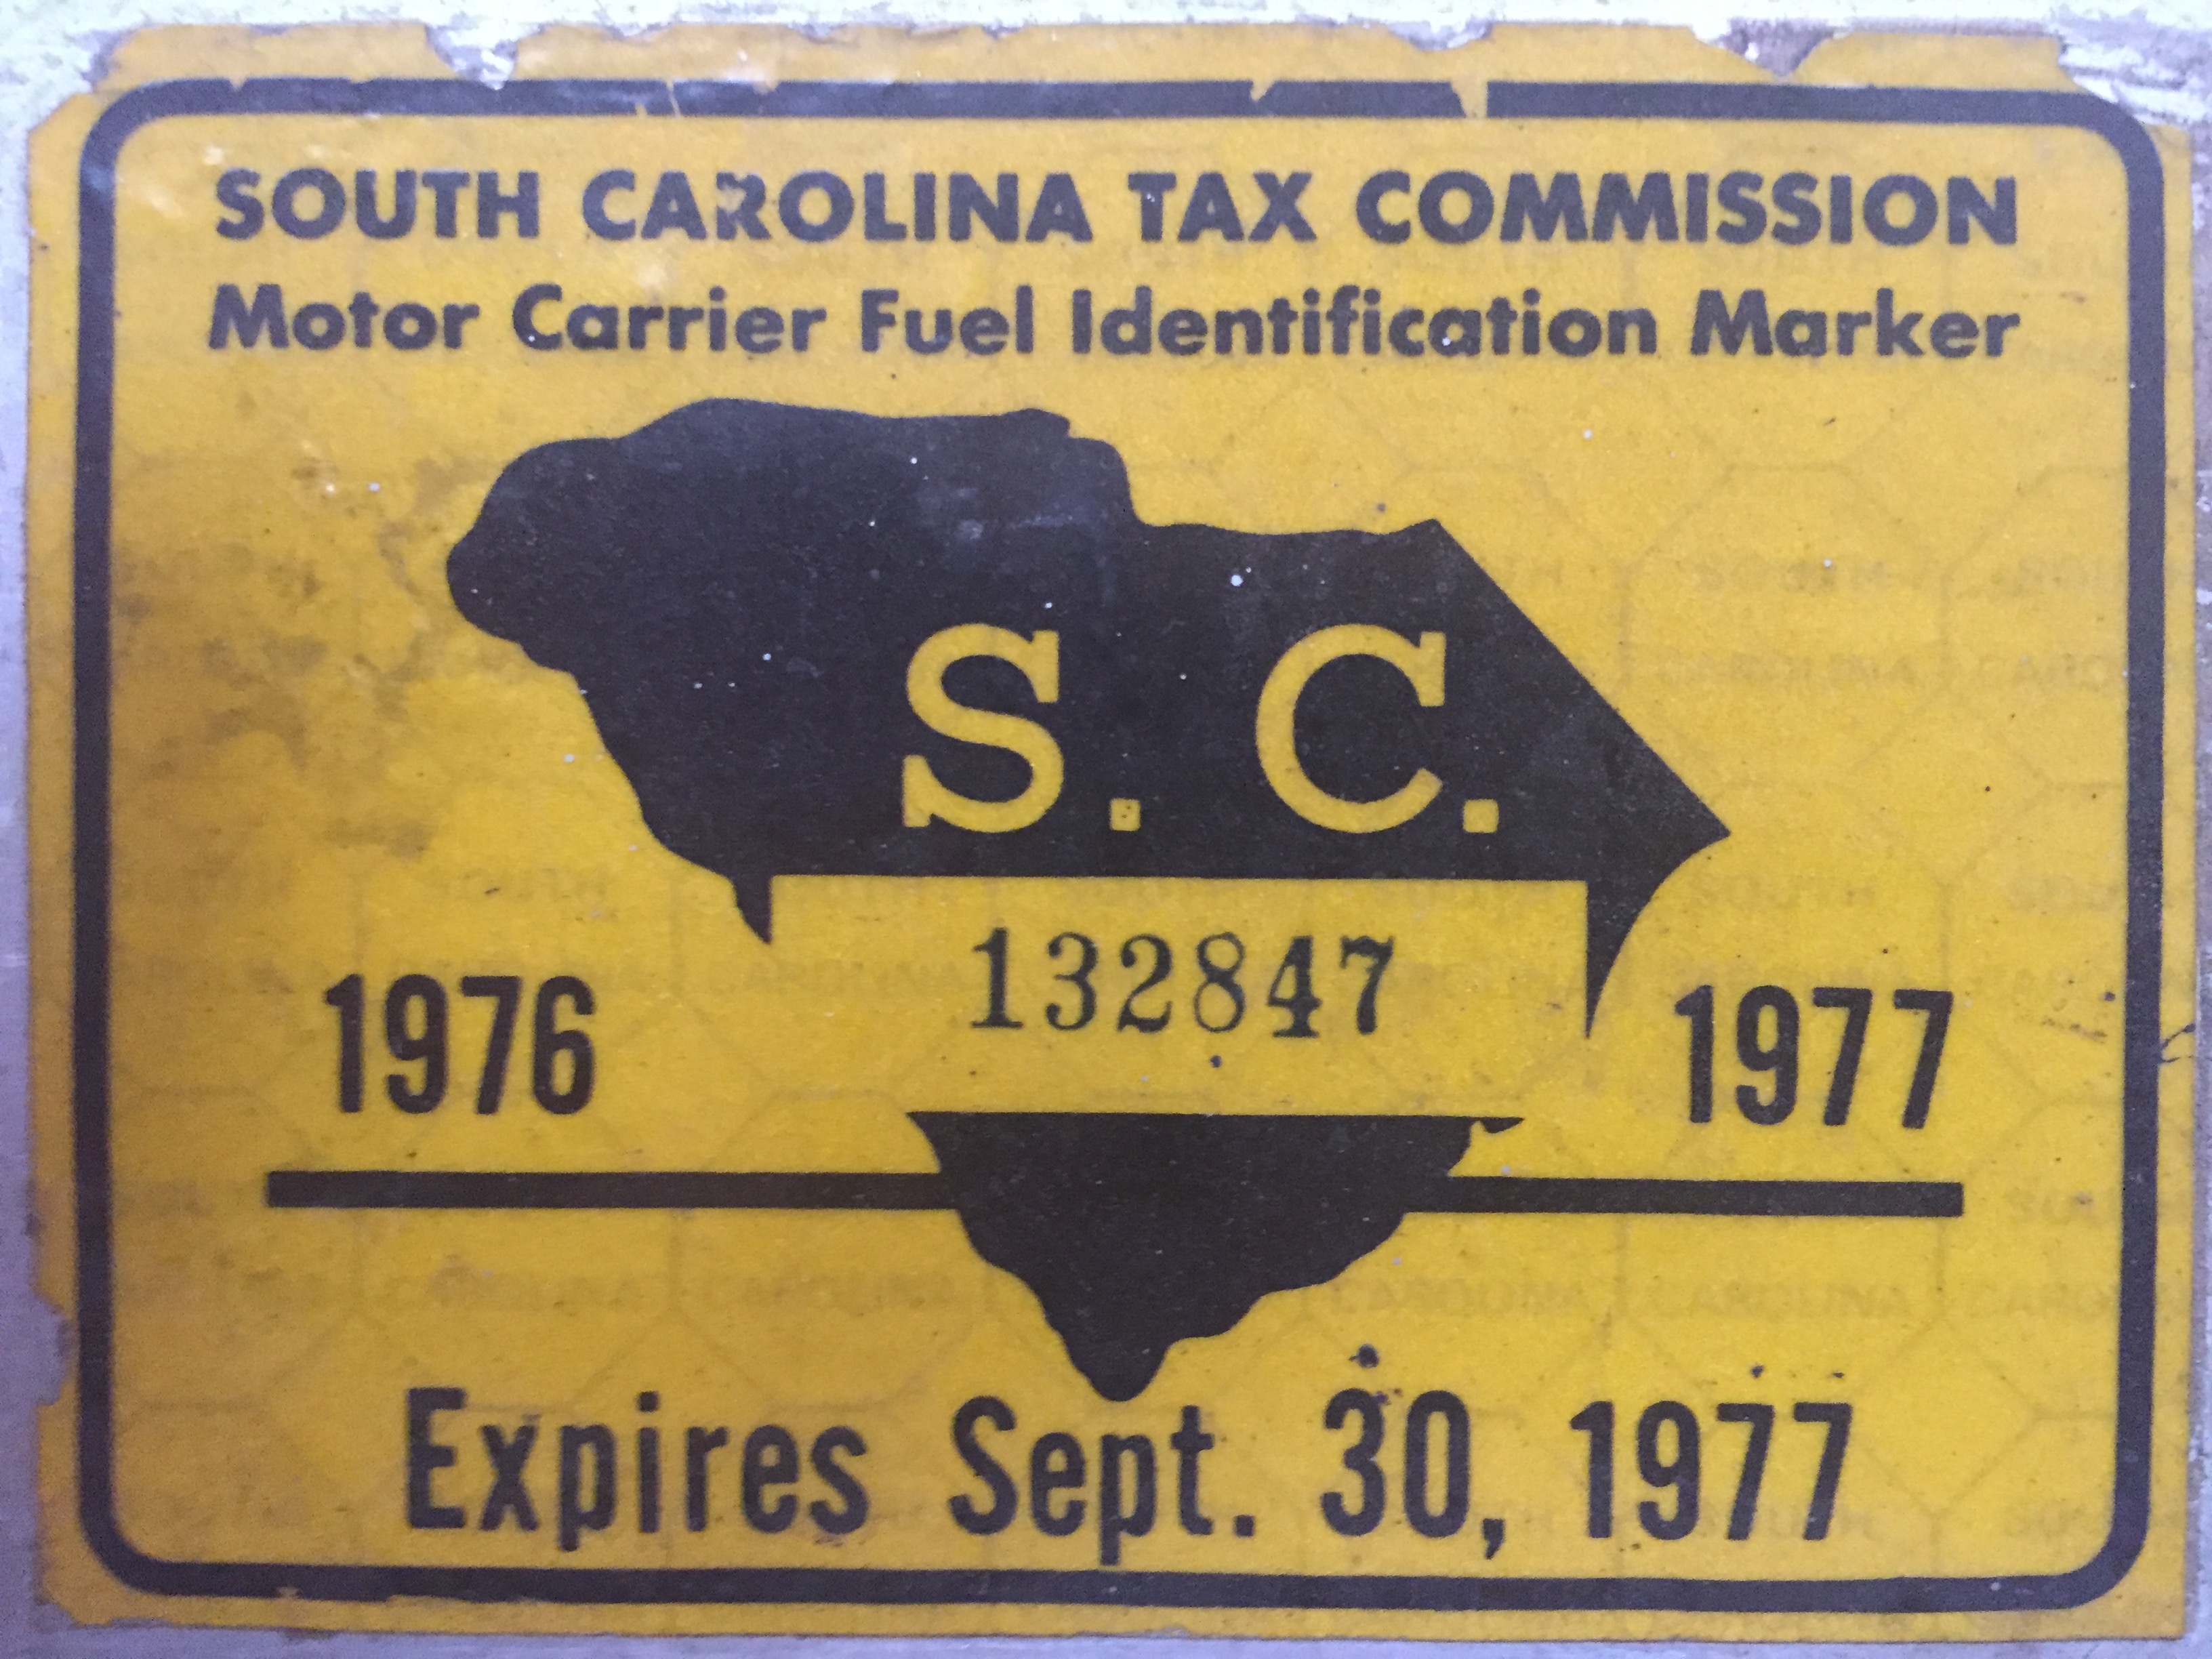 SOUTH CAROLINA TAX COMMISSION
Motor Carrier Fuel Identification Marker
S. C.
132847
1976 1977
Expires Sept. 30, 1977